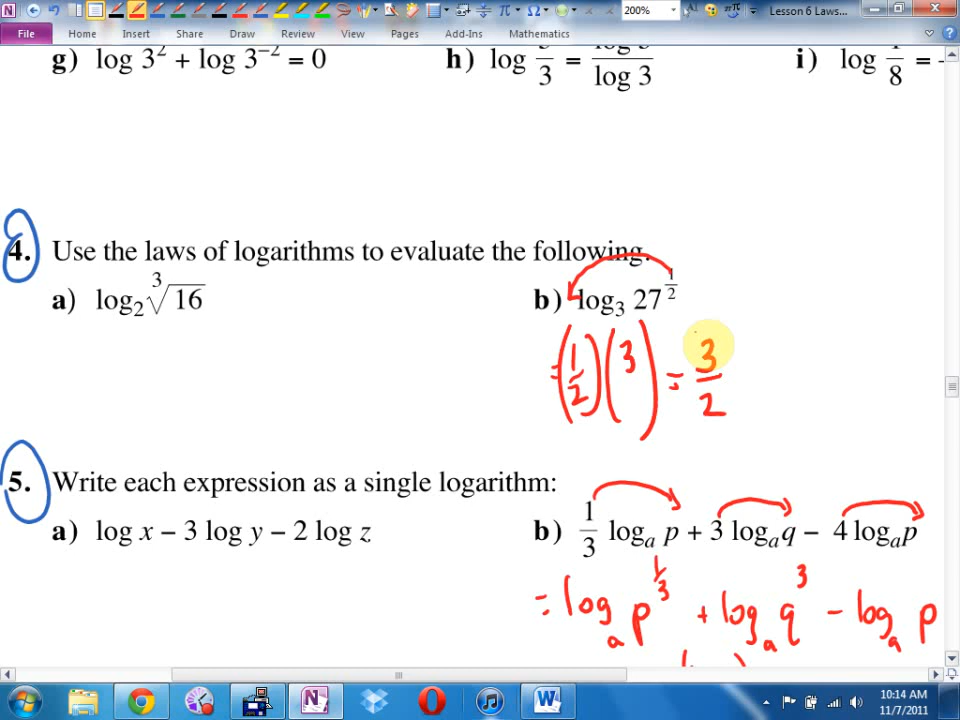 200% Lesson 6 Laws...
File Home Insert Share Draw Review View Pages Add-Ins Mathematics
g) log 3² + log 3⁻² = 0 h) log 3 = log 3 i) log 8 =
4. Use the laws of logarithms to evaluate the following.
a) log₂ ∛16 b) log₃ 27^(1/2)
= (1/2)(3) = 3/2
5. Write each expression as a single logarithm:
a) log x − 3 log y − 2 log z b) 1/3 logₐ p + 3 logₐ q − 4 logₐ p
= logₐ p^(1/3) + logₐ q³ − logₐ p
10:14 AM
11/7/2011